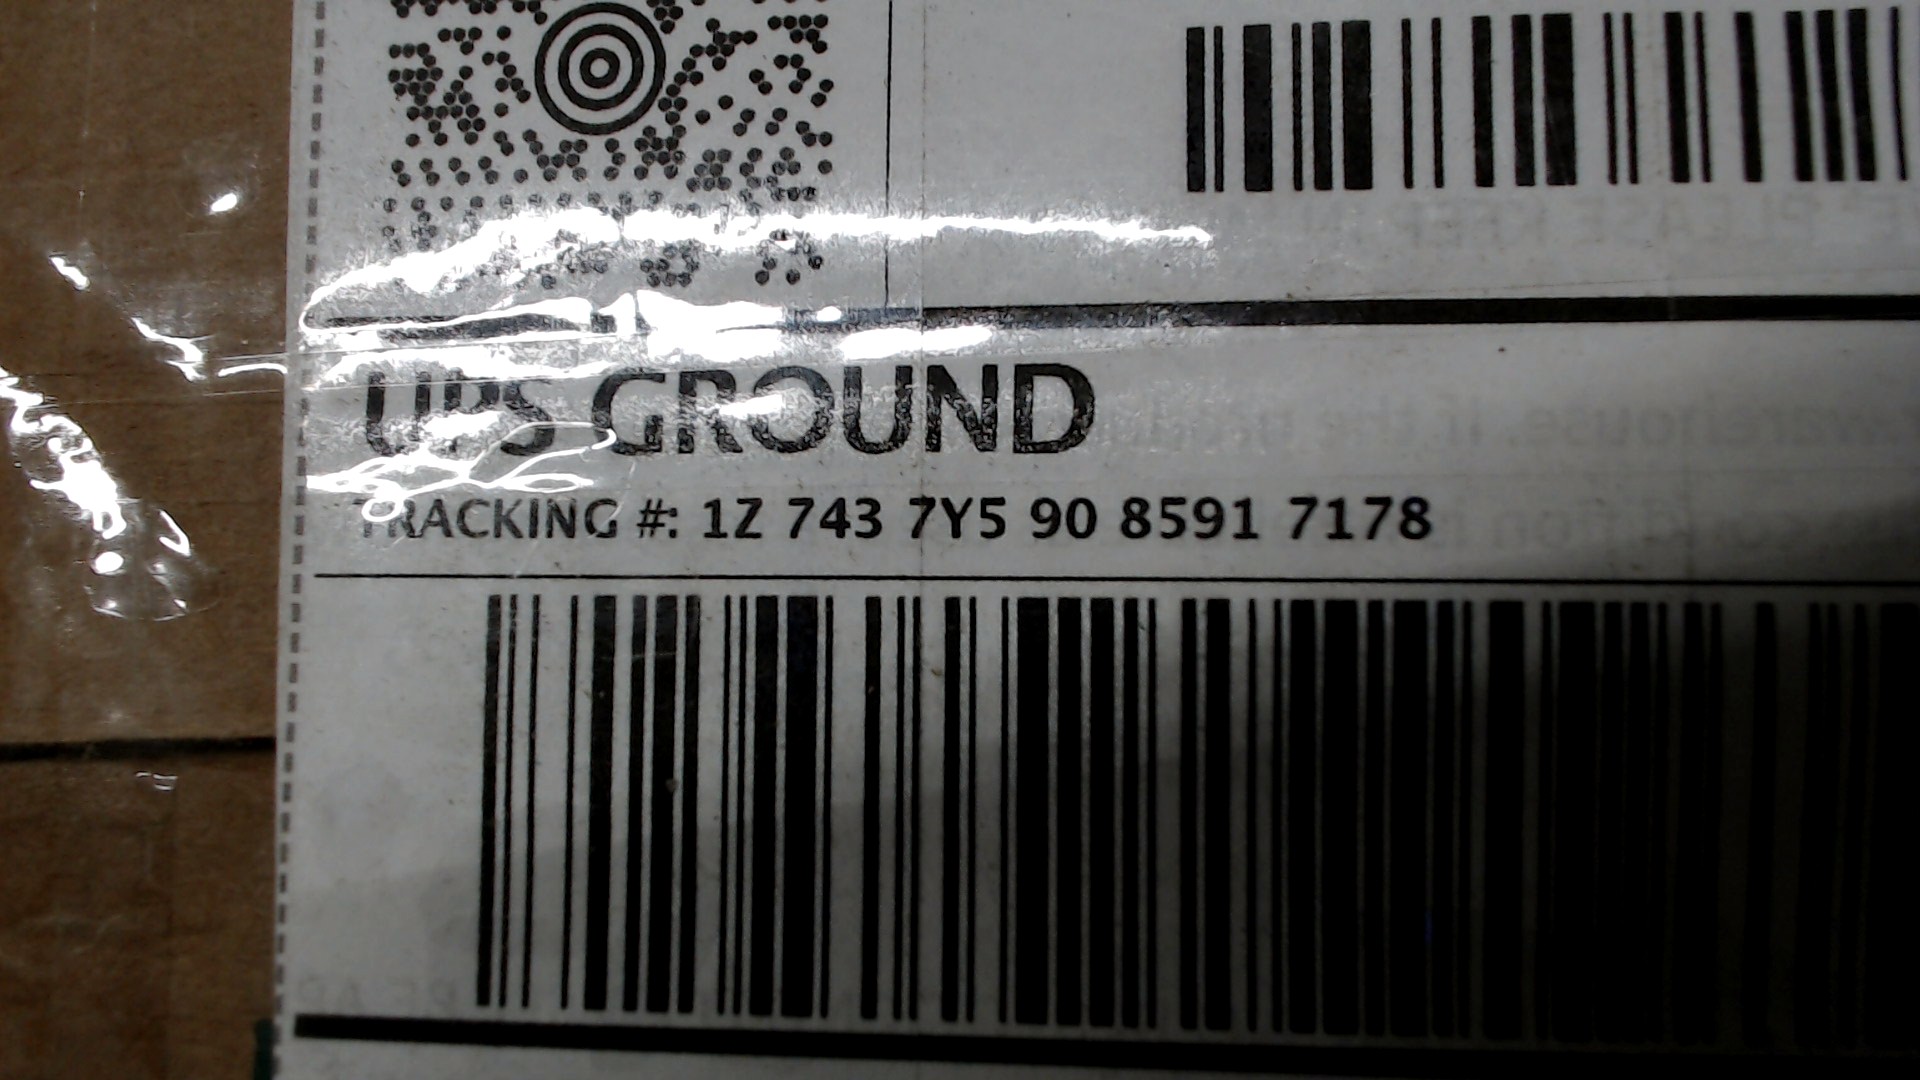 UPS GROUND
TRACKING #: 1Z 743 7Y5 90 8591 7178